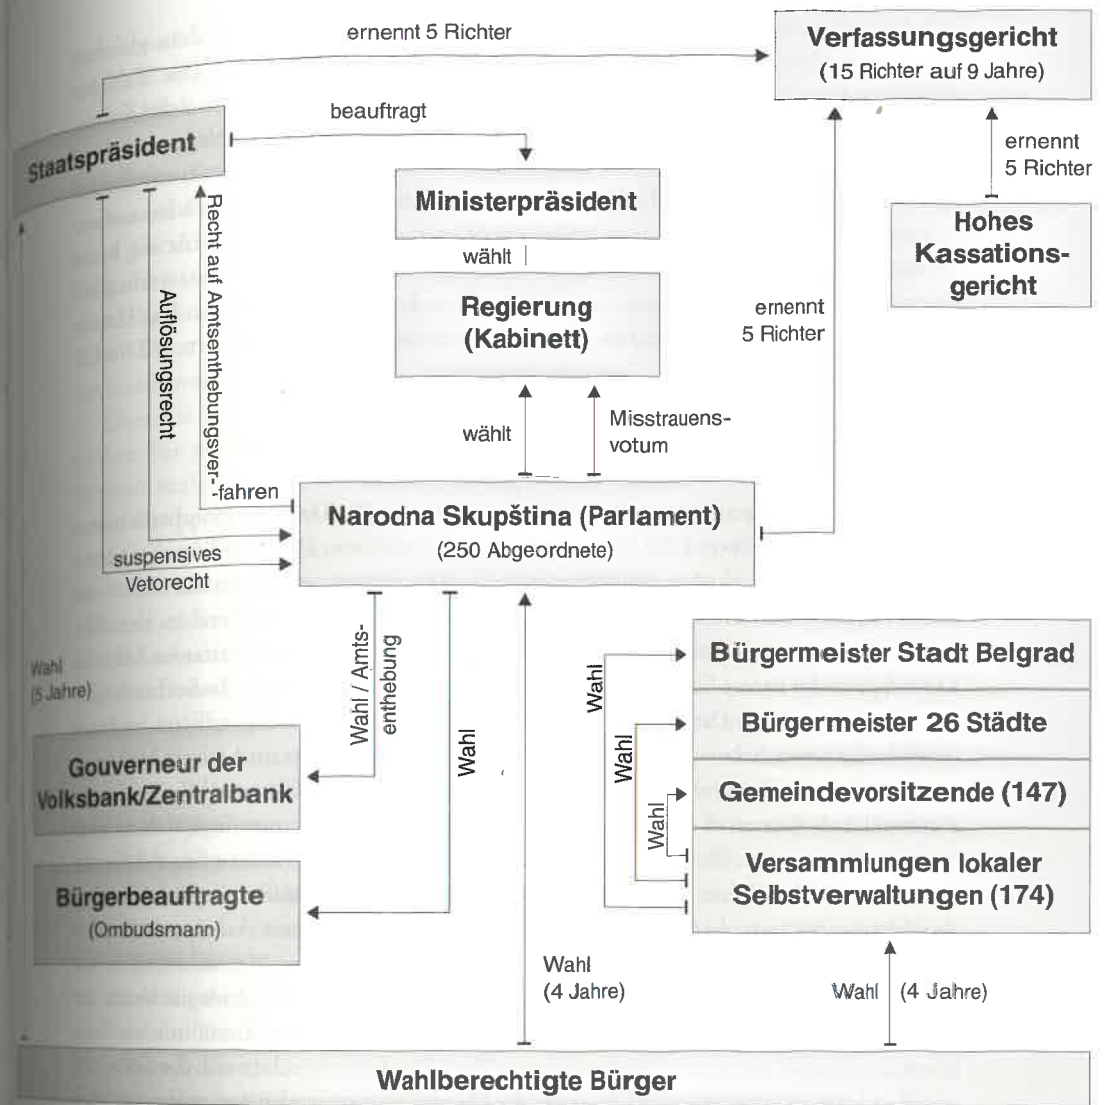 ernennt 5 Richter
Verfassungsgericht
(15 Richter auf 9 Jahre)
beauftragt
Staatspräsident
ernennt
5 Richter
Ministerpräsident
Hohes
Kassations-
gericht
wählt
Regierung
(Kabinett)
ernennt
5 Richter
Recht auf Amtsenthebungsver-
-fahren
Auflösungsrecht
wählt
Misstrauens-
votum
Narodna Skupština (Parlament)
(250 Abgeordnete)
suspensives
Vetorecht
Wahl
(5 Jahre)
Wahl / Amts-
enthebung
Wahl
Wahl
Bürgermeister Stadt Belgrad
Wahl
Bürgermeister 26 Städte
Wahl
Gemeindevorsitzende (147)
Versammlungen lokaler
Selbstverwaltungen (174)
Gouverneur der
Volksbank/Zentralbank
Bürgerbeauftragte
(Ombudsmann)
Wahl
(4 Jahre)
Wahl (4 Jahre)
Wahlberechtigte Bürger